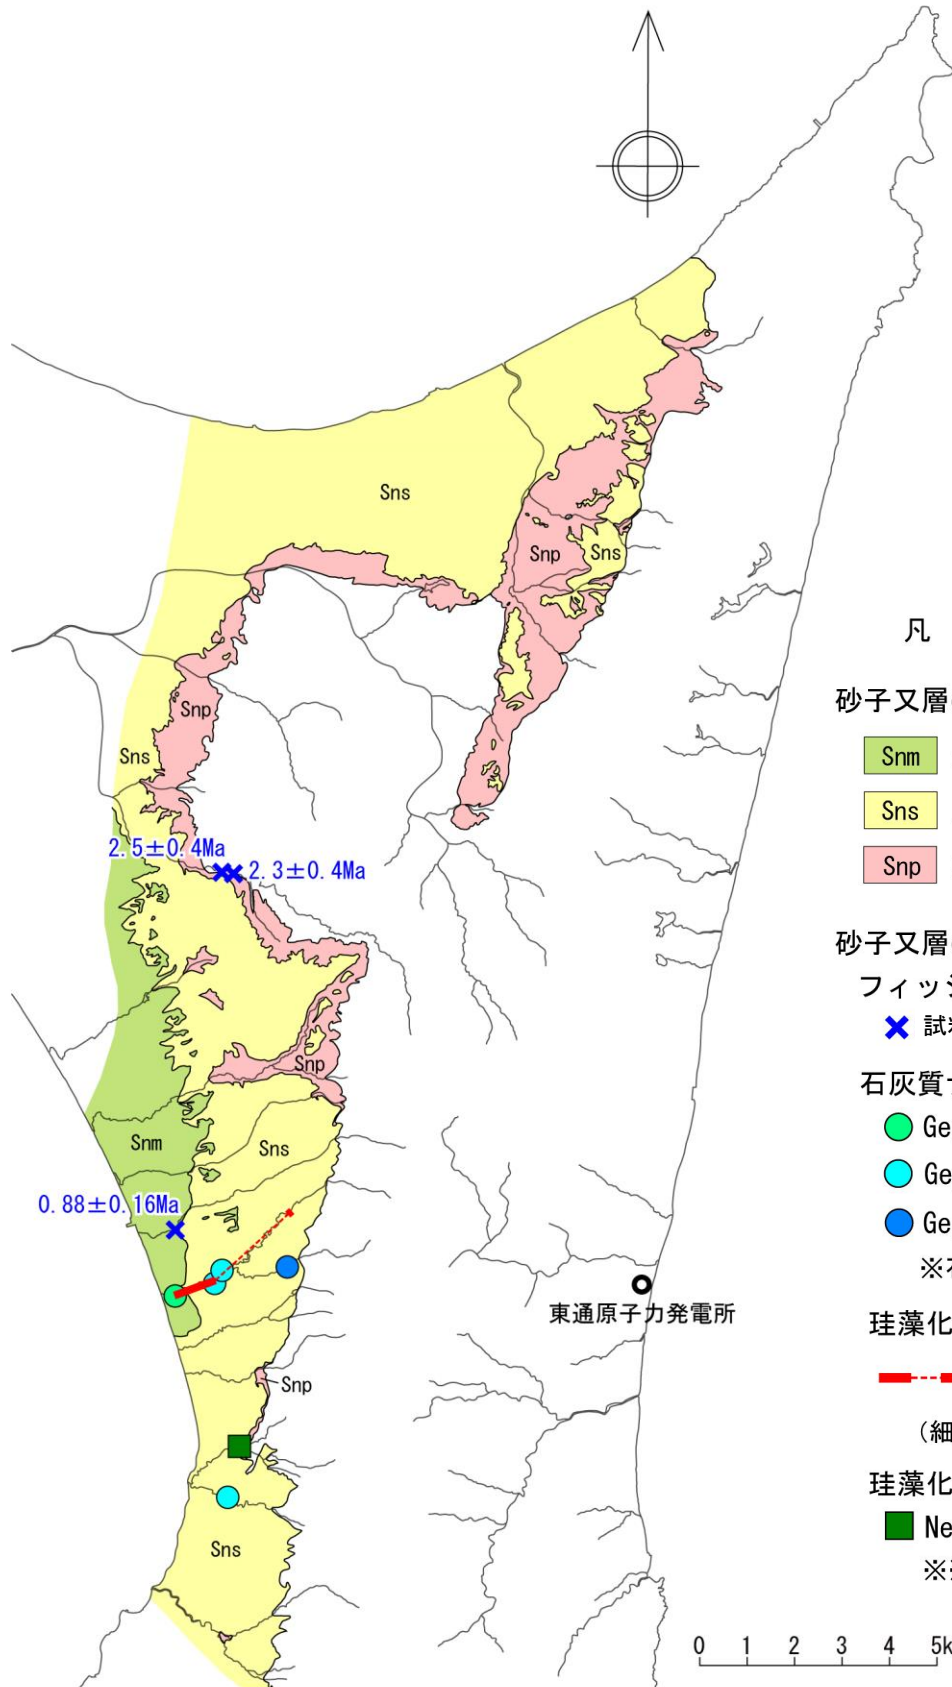 Sns
Snp
Sns
Snp
Sns
2.5±0.4Ma
2.3±0.4Ma
Snp
Snm
Sns
0.88±0.16Ma
東通原子力発電所
Snp
Sns
凡
砂子又層
Snm
Sns
Snp
砂子又層
フィッシ
試料
石灰質
Ge
Ge
Ge
珪藻化
(細
珪藻化
Ne
0 1 2 3 4 5k